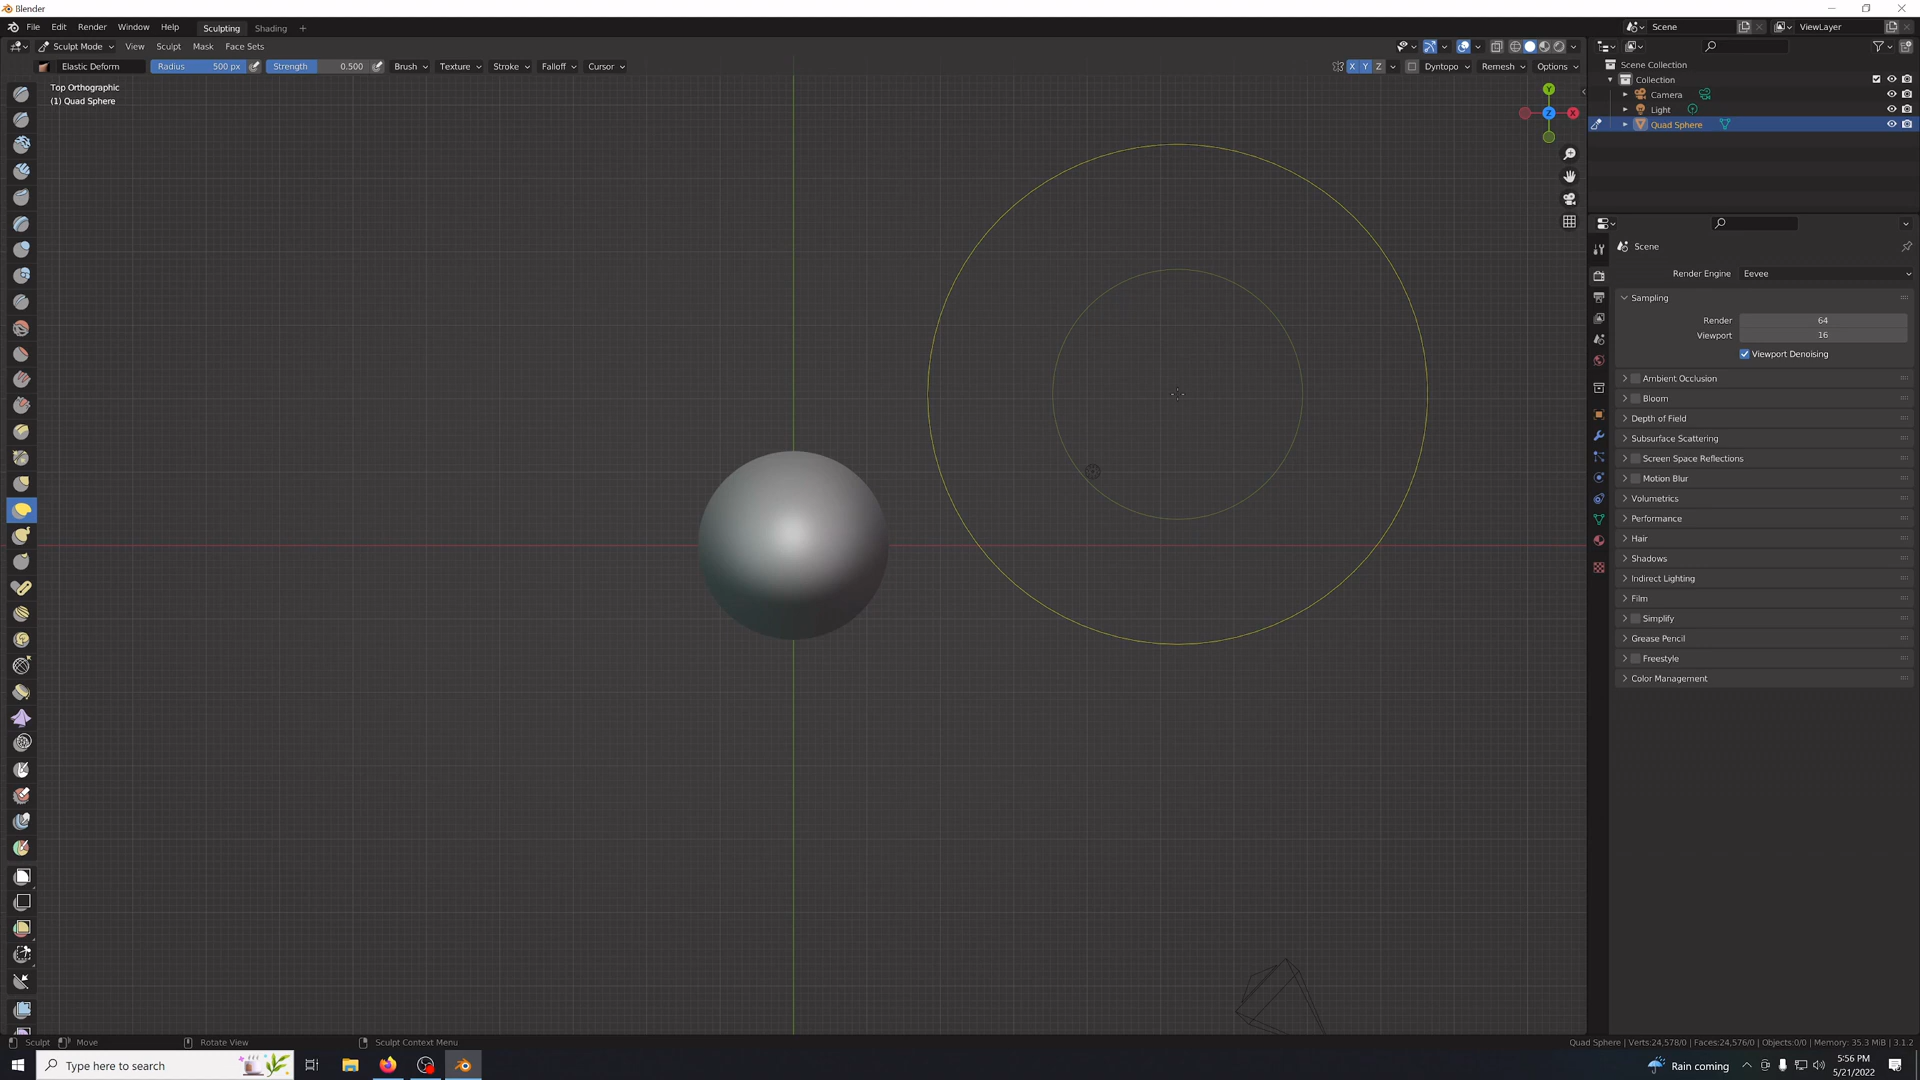 Blender
File Edit Render Window Help Sculpting Shading + Scene ViewLayer
Sculpt Mode View Sculpt Mask Face Sets
Elastic Deform Radius 500 px Strength 0.500 Brush Texture Stroke Falloff Cursor X Y Z Dyntopo Remesh Options
Top Orthographic
(1) Quad Sphere
Y
Z X
Scene Collection
Collection
Camera
Light
Quad Sphere
Scene
Render Engine Eevee
Sampling
Render 64
Viewport 16
Viewport Denoising
Ambient Occlusion
Bloom
Depth of Field
Subsurface Scattering
Screen Space Reflections
Motion Blur
Volumetrics
Performance
Hair
Shadows
Indirect Lighting
Film
Simplify
Grease Pencil
Freestyle
Color Management
Sculpt Move Rotate View Sculpt Context Menu Quad Sphere | Verts:24,578/0 | Faces:24,576/0 | Objects:0/0 | Memory: 35.3 MiB | 3.1.2
Type here to search Rain coming 5:56 PM
5/21/2022